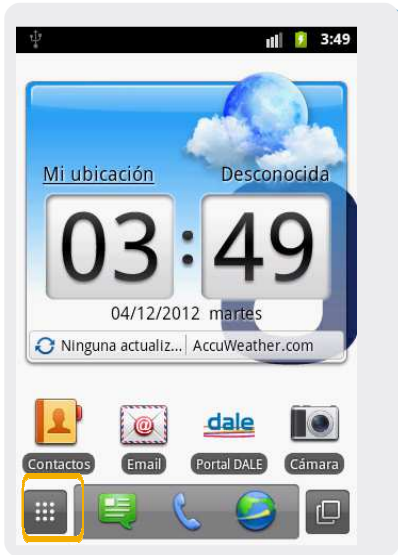 3:49
Mi ubicación Desconocida
03:49
04/12/2012 martes
Ninguna actualiz... AccuWeather.com
@
dale
Contactos Email Portal DALE Cámara